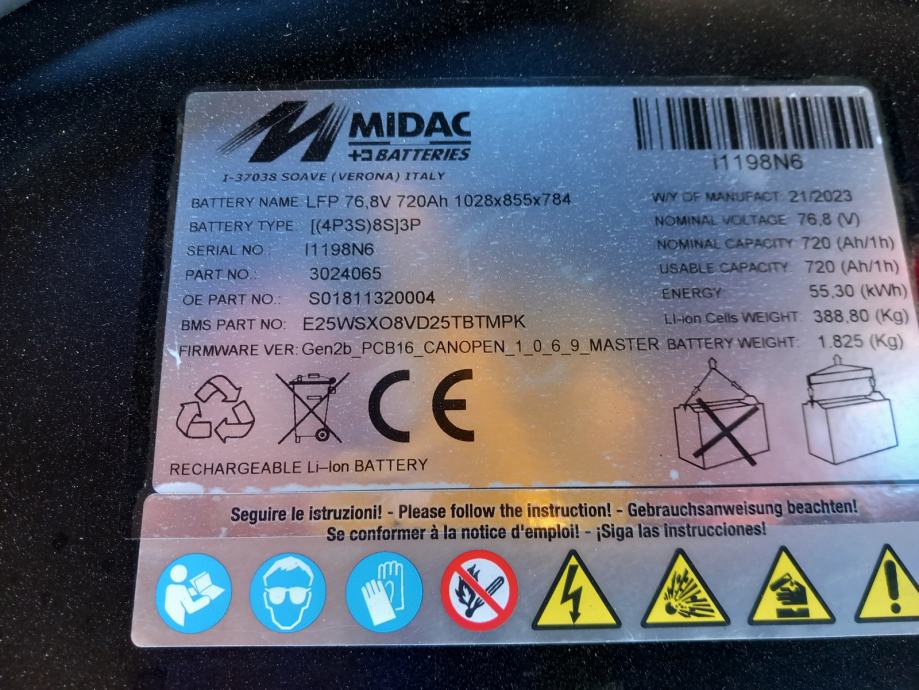 MIDAC
BATTERIES
I-37038 SOAVE (VERONA) ITALY
i1198N6
BATTERY NAME LFP 76,8V 720Ah 1028x855x784
BATTERY TYPE [(4P3S)8S]3P
SERIAL NO. I1198N6
PART NO.: 3024065
OE PART NO.: S01811320004
BMS PART NO: E25WSXO8VD25TBTMPK
FIRMWARE VER: Gen2b_PCB16_CANOPEN_1_0_6_9_MASTER
W/Y OF MANUFACT: 21/2023
NOMINAL VOLTAGE: 76,8 (V)
NOMINAL CAPACITY: 720 (Ah/1h)
USABLE CAPACITY: 720 (Ah/1h)
ENERGY: 55,30 (kWh)
LI-ion Cells WEIGHT: 388,80 (Kg)
BATTERY WEIGHT: 1.825 (Kg)
CE
RECHARGEABLE Li-Ion BATTERY
Seguire le istruzioni! - Please follow the instruction! - Gebrauchsanweisung beachten!
Se conformer à la notice d'emploi! - ¡Siga las instrucciones!